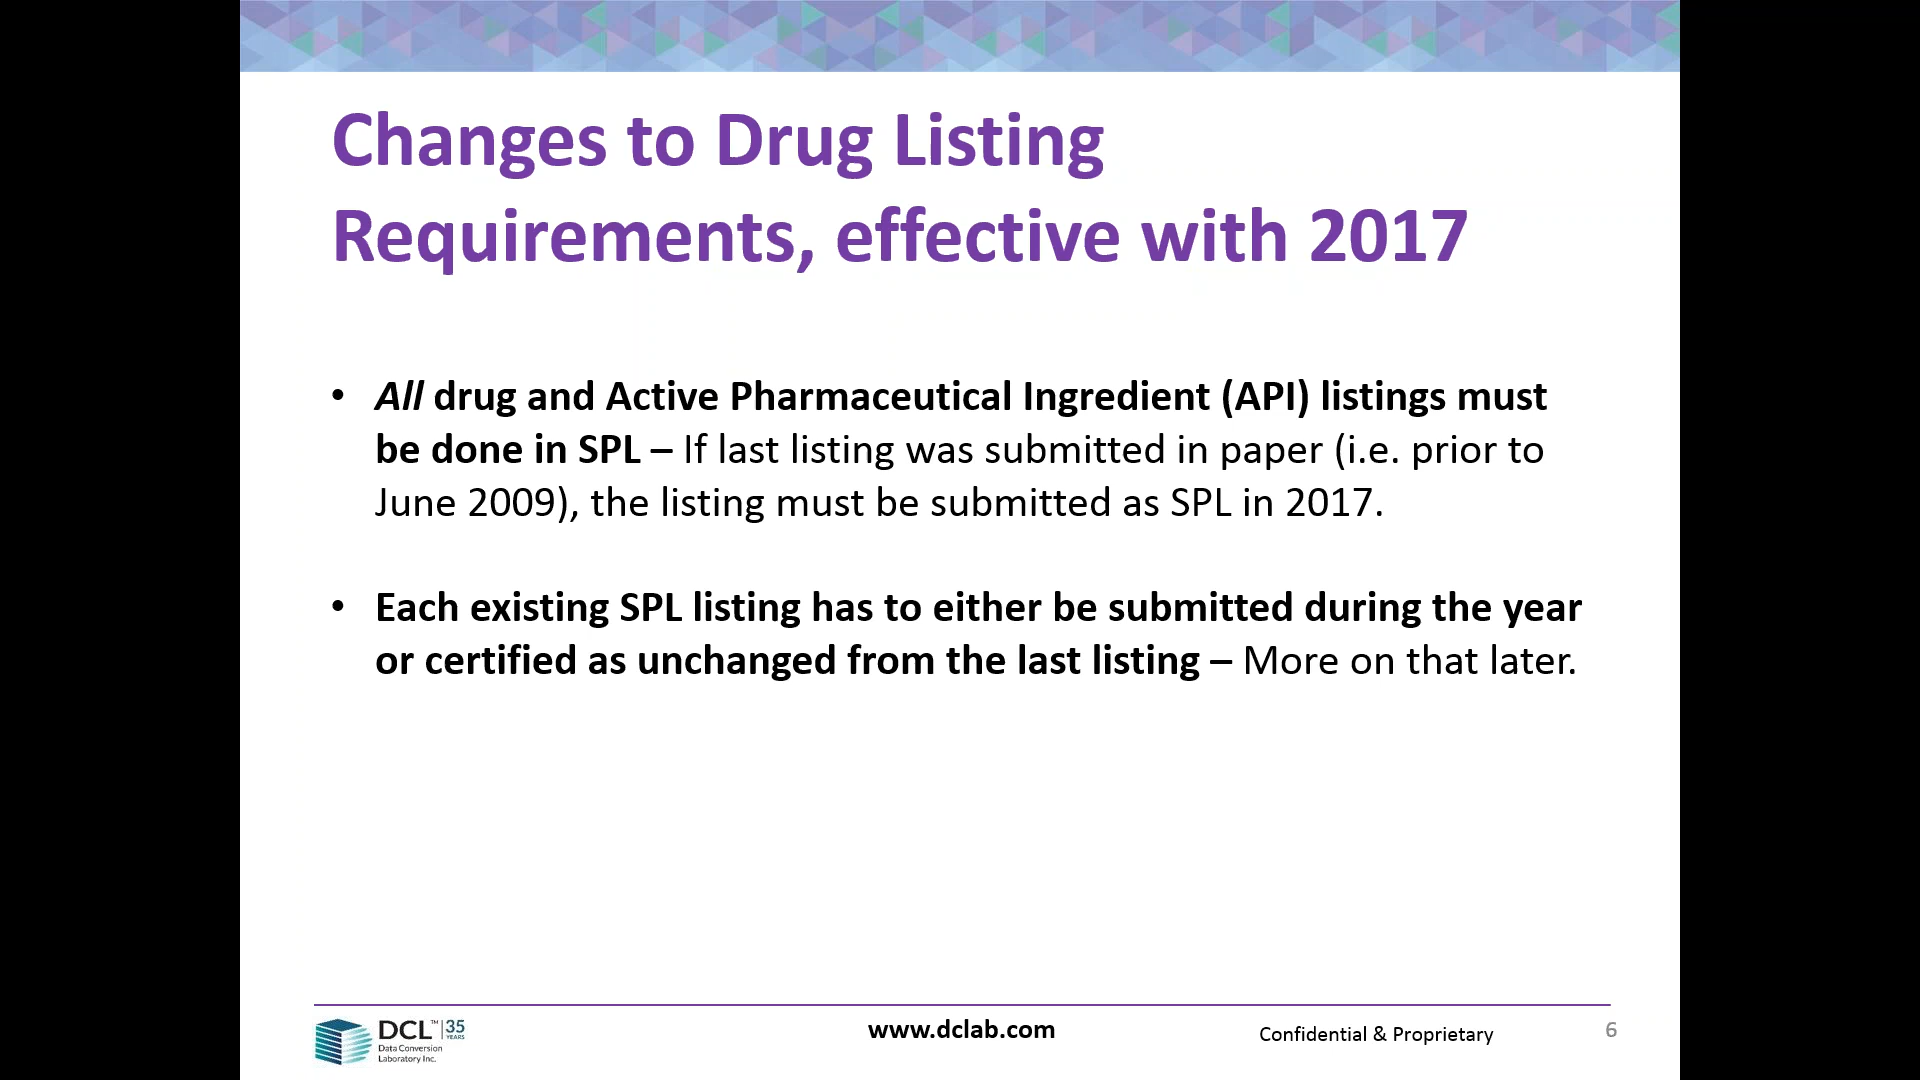 Changes to Drug Listing
Requirements, effective with 2017
• All drug and Active Pharmaceutical Ingredient (API) listings must
be done in SPL – If last listing was submitted in paper (i.e. prior to
June 2009), the listing must be submitted as SPL in 2017.
• Each existing SPL listing has to either be submitted during the year
or certified as unchanged from the last listing – More on that later.
DCL™ 35
YEARS
Data Conversion
Laboratory Inc.
www.dclab.com
Confidential & Proprietary
6